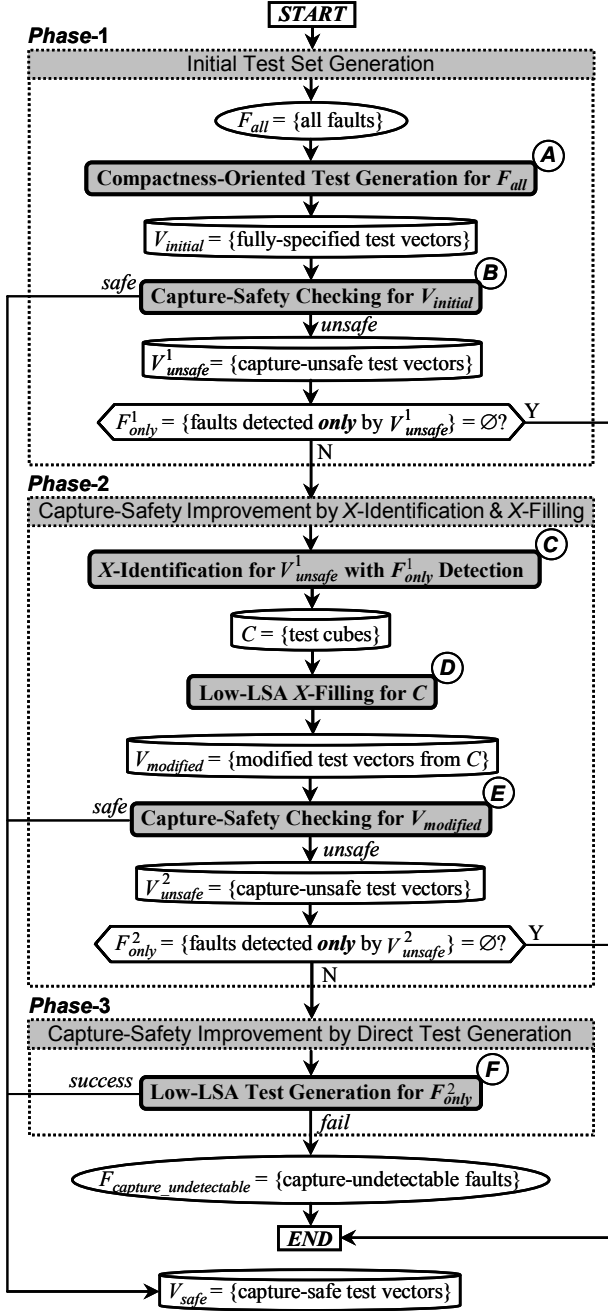 START
Phase-1
Initial Test Set Generation
F_all = {all faults}
A
Compactness-Oriented Test Generation for F_all
V_initial = {fully-specified test vectors}
B
safe
Capture-Safety Checking for V_initial
unsafe
V^1_unsafe = {capture-unsafe test vectors}
F^1_only = {faults detected only by V^1_unsafe} = ∅?
Y
N
Phase-2
Capture-Safety Improvement by X-Identification & X-Filling
C
X-Identification for V^1_unsafe with F^1_only Detection
C = {test cubes}
D
Low-LSA X-Filling for C
V_modified = {modified test vectors from C}
E
safe
Capture-Safety Checking for V_modified
unsafe
V^2_unsafe = {capture-unsafe test vectors}
F^2_only = {faults detected only by V^2_unsafe} = ∅?
Y
N
Phase-3
Capture-Safety Improvement by Direct Test Generation
F
success
Low-LSA Test Generation for F^2_only
fail
F_capture_undetectable = {capture-undetectable faults}
END
V_safe = {capture-safe test vectors}